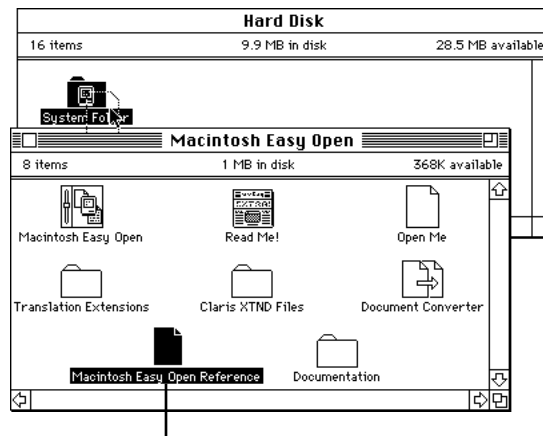 Hard Disk
16 items 9.9 MB in disk 28.5 MB available
System Folder
Macintosh Easy Open
8 items 1 MB in disk 368K available
Macintosh Easy Open Read Me! Open Me
Translation Extensions Claris XTND Files Document Converter
Macintosh Easy Open Reference Documentation